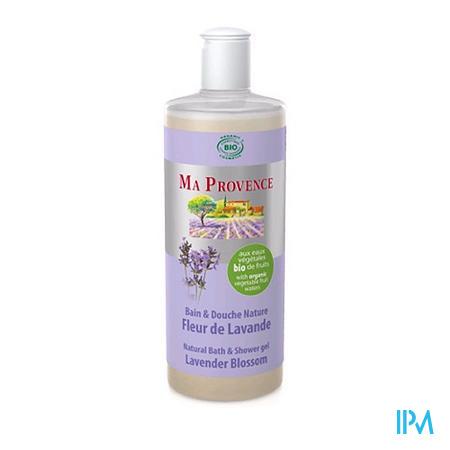 BIO
MA PROVENCE
aux eaux
végétales
bio de fruits
with organic
vegetable fruit
waters
Bain & Douche Nature
Fleur de Lavande
Natural Bath & Shower gel
Lavender Blossom
IPM